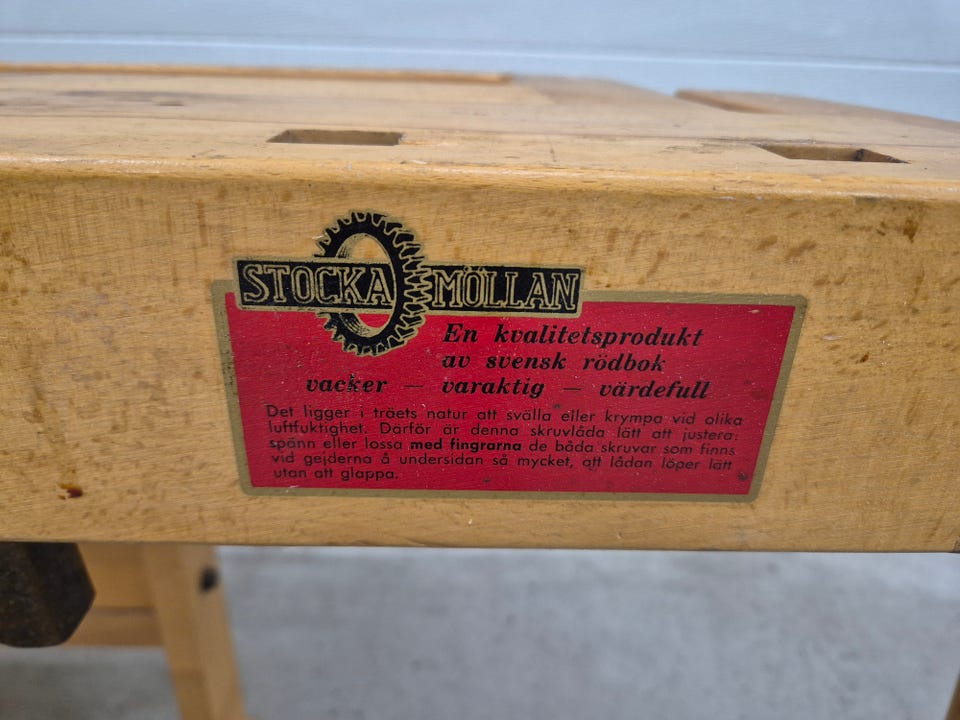 STOCKA MÖLLAN
En kvalitetsprodukt
av svensk rödbok
vacker — varaktig — värdefull
Det ligger i träets natur att svälla eller krympa vid olika
luftfuktighet. Därför är denna skruvlåda lätt att justera:
spänn eller lossa med fingrarna de båda skruvar som finns
vid gejderna å undersidan så mycket, att lådan löper lätt
utan att glappa.